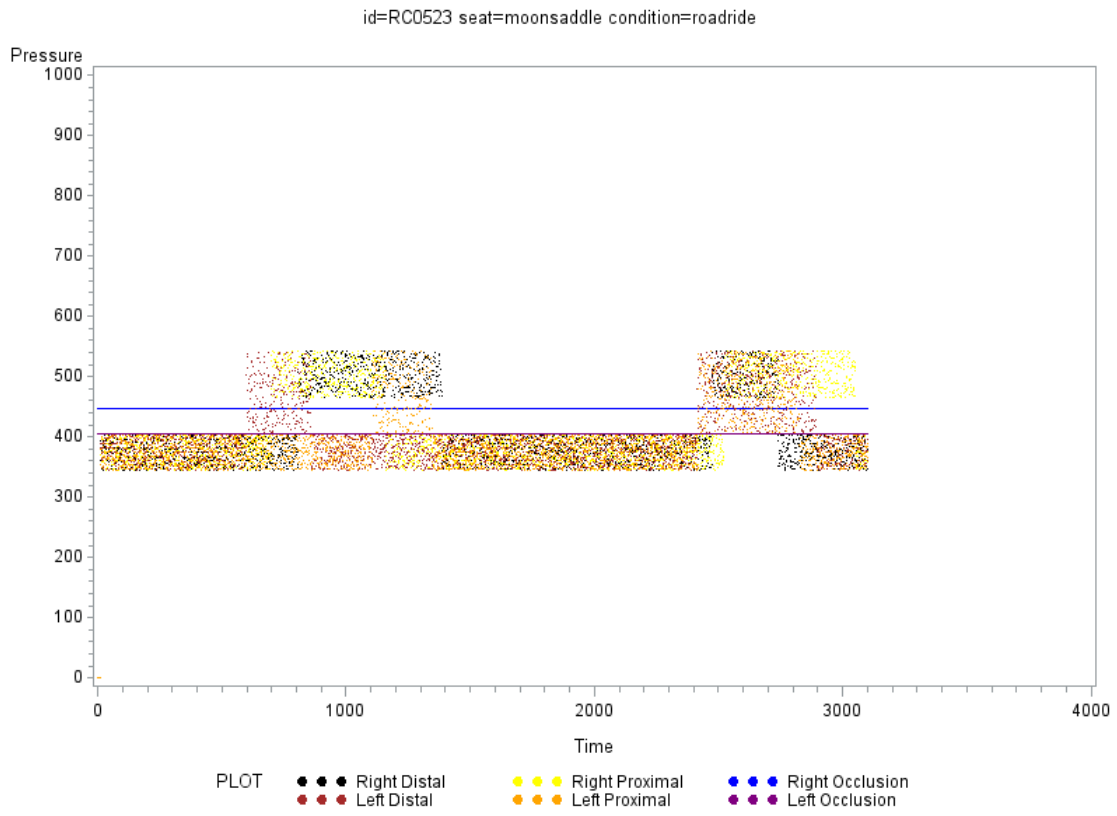 id=RC0523 seat=moonsaddle condition=roadride
Pressure
1000
900
800
700
600
500
400
300
200
100
0
0 1000 2000 3000 4000
Time
PLOT Right Distal Right Proximal Right Occlusion
Left Distal Left Proximal Left Occlusion